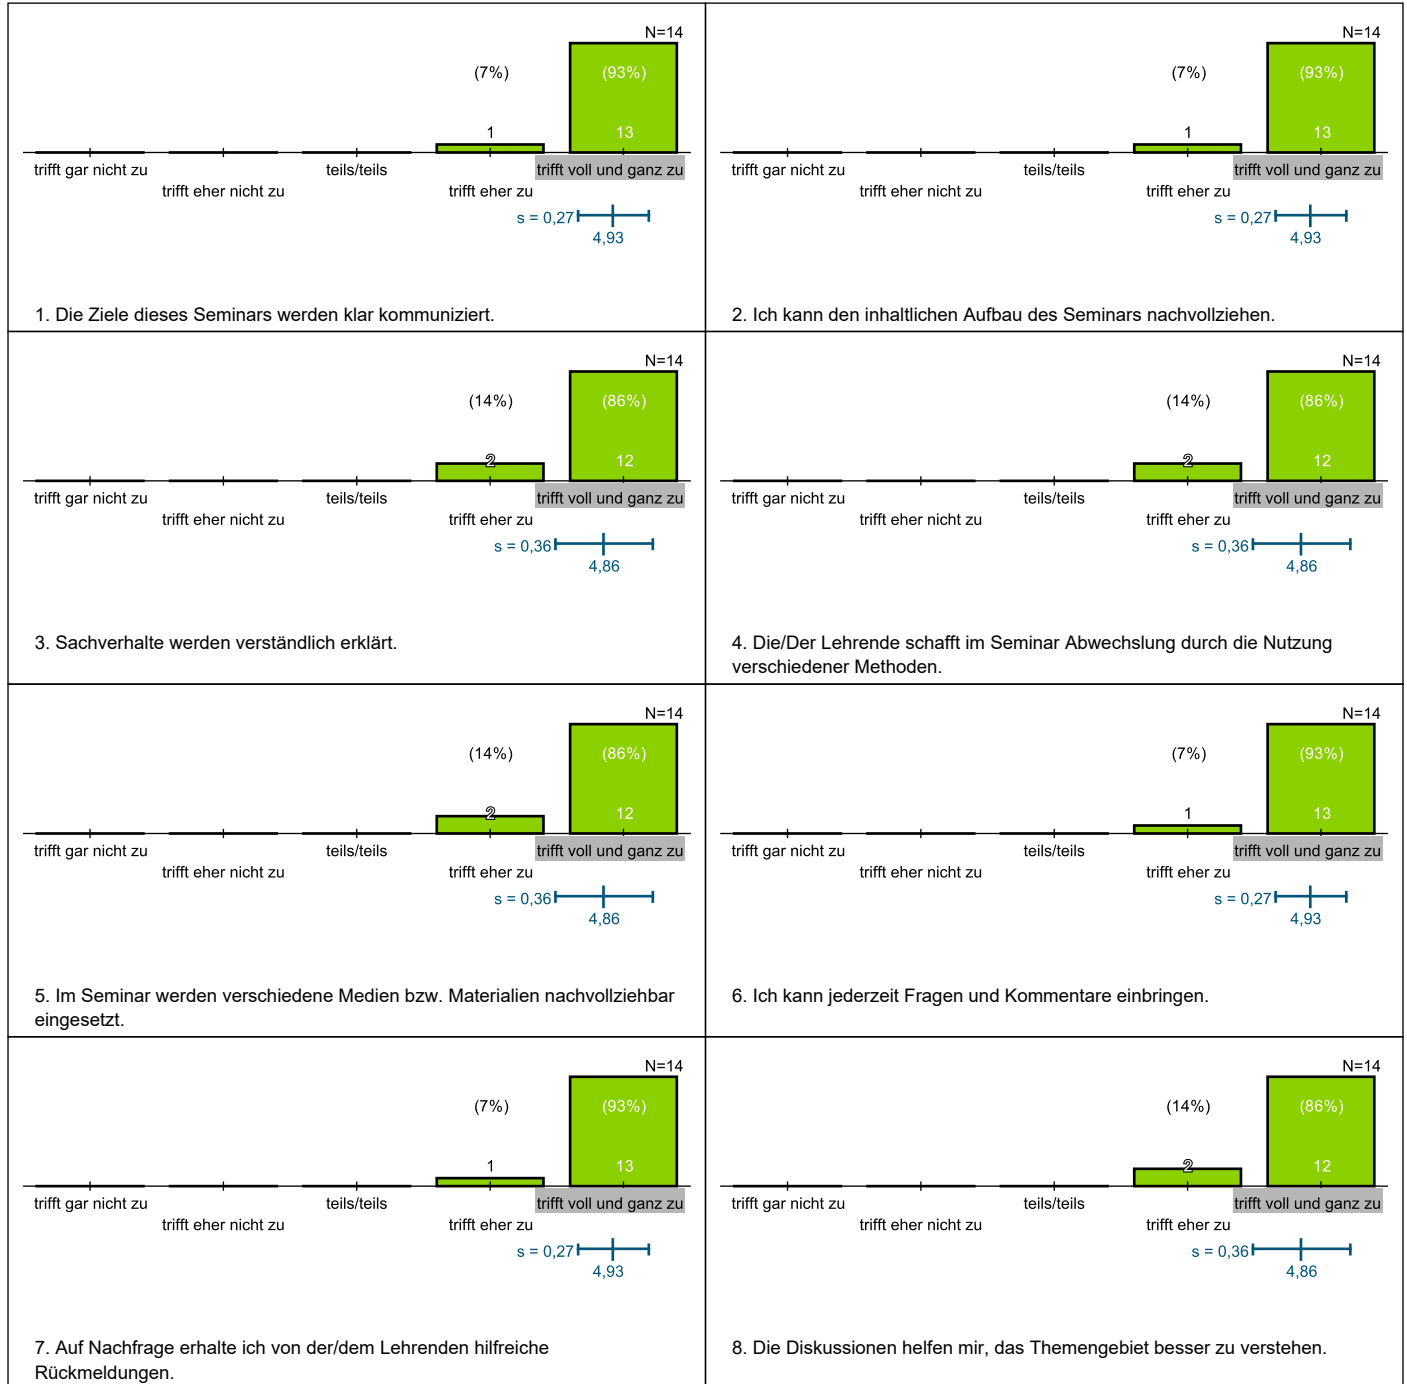 N=14
(7%) (93%)
1 13
trifft gar nicht zu teils/teils trifft voll und ganz zu
trifft eher nicht zu trifft eher zu
s = 0,27
4,93
1. Die Ziele dieses Seminars werden klar kommuniziert.
N=14
(7%) (93%)
1 13
trifft gar nicht zu teils/teils trifft voll und ganz zu
trifft eher nicht zu trifft eher zu
s = 0,27
4,93
2. Ich kann den inhaltlichen Aufbau des Seminars nachvollziehen.
N=14
(14%) (86%)
2 12
trifft gar nicht zu teils/teils trifft voll und ganz zu
trifft eher nicht zu trifft eher zu
s = 0,36
4,86
3. Sachverhalte werden verständlich erklärt.
N=14
(14%) (86%)
2 12
trifft gar nicht zu teils/teils trifft voll und ganz zu
trifft eher nicht zu trifft eher zu
s = 0,36
4,86
4. Die/Der Lehrende schafft im Seminar Abwechslung durch die Nutzung
verschiedener Methoden.
N=14
(14%) (86%)
2 12
trifft gar nicht zu teils/teils trifft voll und ganz zu
trifft eher nicht zu trifft eher zu
s = 0,36
4,86
5. Im Seminar werden verschiedene Medien bzw. Materialien nachvollziehbar
eingesetzt.
N=14
(7%) (93%)
1 13
trifft gar nicht zu teils/teils trifft voll und ganz zu
trifft eher nicht zu trifft eher zu
s = 0,27
4,93
6. Ich kann jederzeit Fragen und Kommentare einbringen.
N=14
(7%) (93%)
1 13
trifft gar nicht zu teils/teils trifft voll und ganz zu
trifft eher nicht zu trifft eher zu
s = 0,27
4,93
7. Auf Nachfrage erhalte ich von der/dem Lehrenden hilfreiche
Rückmeldungen.
N=14
(14%) (86%)
2 12
trifft gar nicht zu teils/teils trifft voll und ganz zu
trifft eher nicht zu trifft eher zu
s = 0,36
4,86
8. Die Diskussionen helfen mir, das Themengebiet besser zu verstehen.